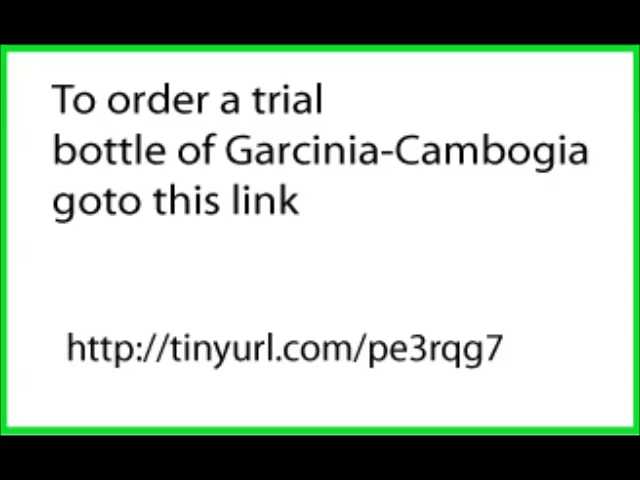 To order a trial
bottle of Garcinia-Cambogia
goto this link
http://tinyurl.com/pe3rqg7